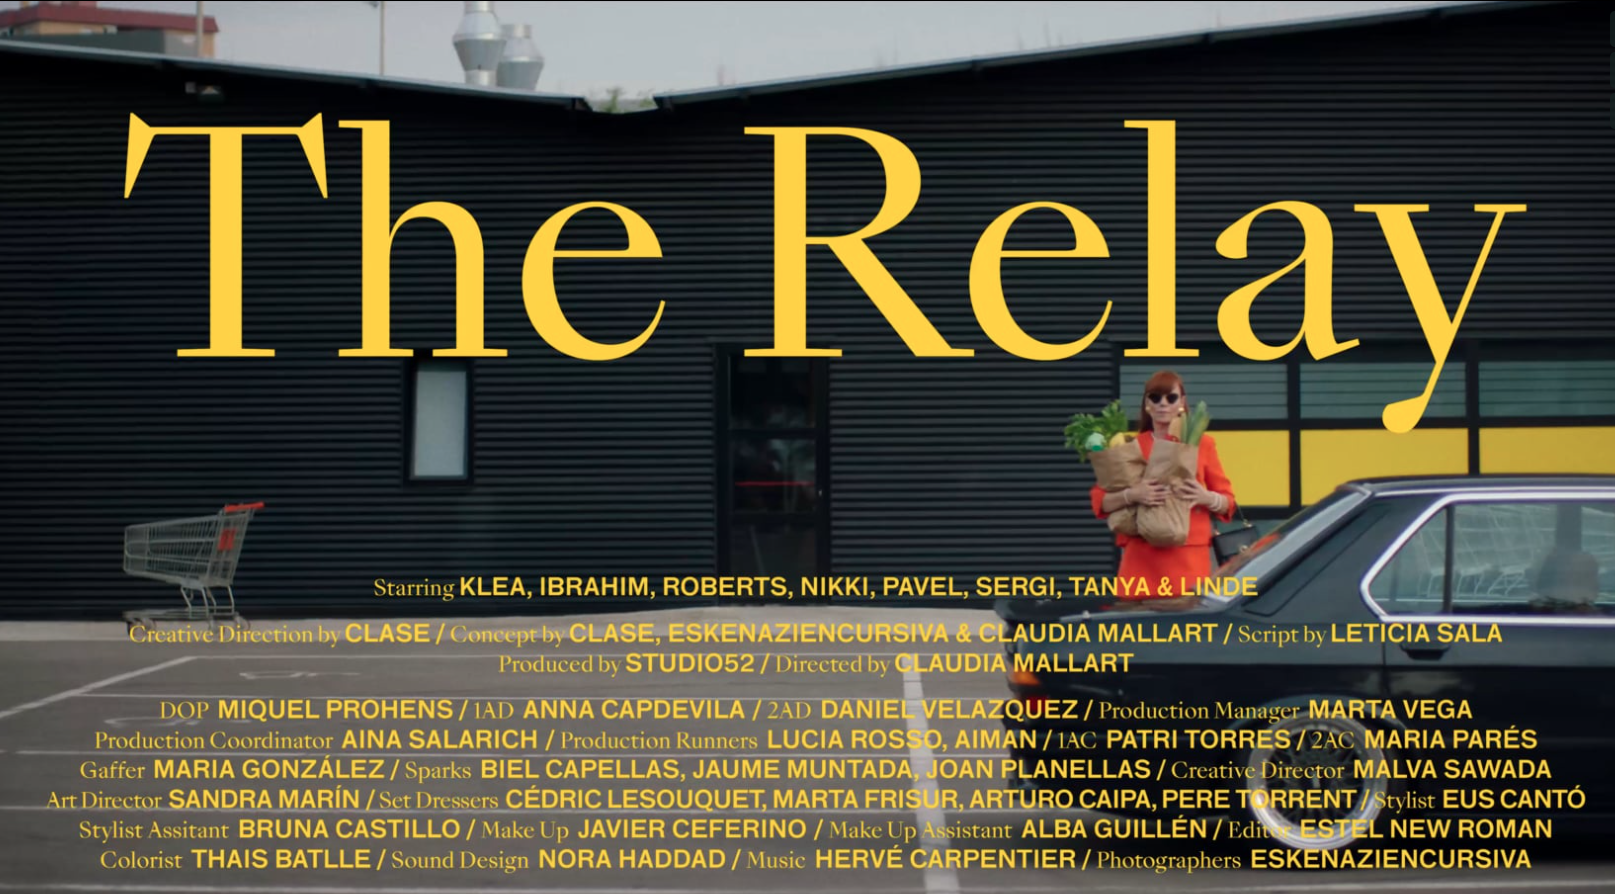 The Relay
Starring KLEA, IBRAHIM, ROBERTS, NIKKI, PAVEL, SERGI, TANYA & LINDE
Creative Direction by CLASE / Concept by CLASE, ESKENAZIENCURSIVA & CLAUDIA MALLART / Script by LETICIA SALA
Produced by STUDIO52 / Directed by CLAUDIA MALLART
DOP MIQUEL PROHENS / 1AD ANNA CAPDEVILA / 2AD DANIEL VELAZQUEZ / Production Manager MARTA VEGA
Production Coordinator AINA SALARICH / Production Runners LUCIA ROSSO, AIMAN / 1AC PATRI TORRES / 2AC MARIA PARÉS
Gaffer MARIA GONZÁLEZ / Sparks BIEL CAPELLAS, JAUME MUNTADA, JOAN PLANELLAS / Creative Director MALVA SAWADA
Art Director SANDRA MARÍN / Set Dressers CÉDRIC LESOUQUET, MARTA FRISUR, ARTURO CAIPA, PERE TORRENT / Stylist EUS CANTÓ
Stylist Assitant BRUNA CASTILLO / Make Up JAVIER CEFERINO / Make Up Assistant ALBA GUILLÉN / Editor ESTEL NEW ROMAN
Colorist THAIS BATLLE / Sound Design NORA HADDAD / Music HERVÉ CARPENTIER / Photographers ESKENAZIENCURSIVA